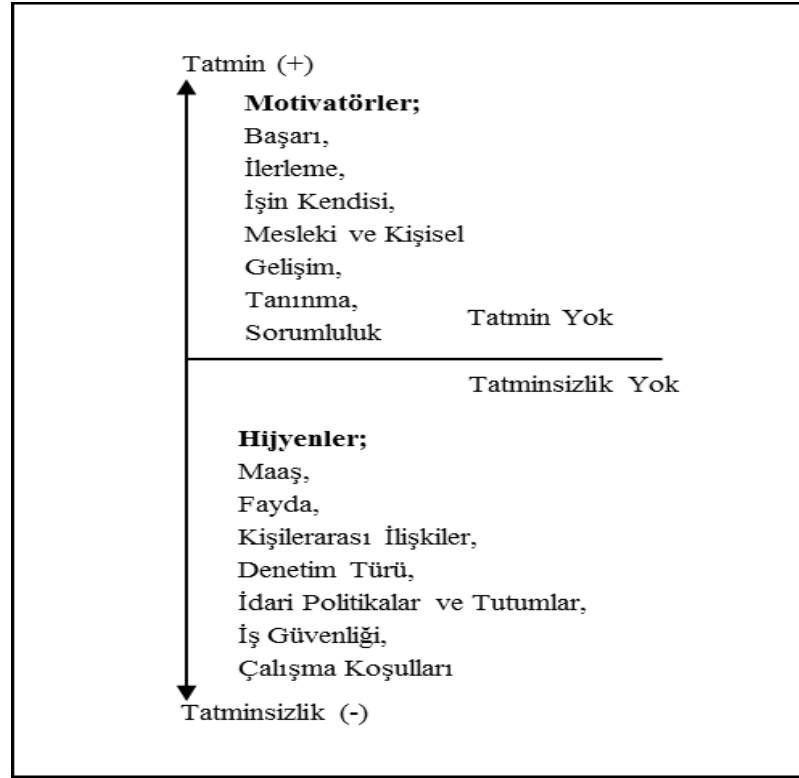 Tatmin (+)
Motivatörler;
Başarı,
İlerleme,
İşin Kendisi,
Mesleki ve Kişisel
Gelişim,
Tanınma,
Sorumluluk
Tatmin Yok
Tatminsizlik Yok
Hijyenler;
Maaş,
Fayda,
Kişilerarası İlişkiler,
Denetim Türü,
İdari Politikalar ve Tutumlar,
İş Güvenliği,
Çalışma Koşulları
Tatminsizlik (-)